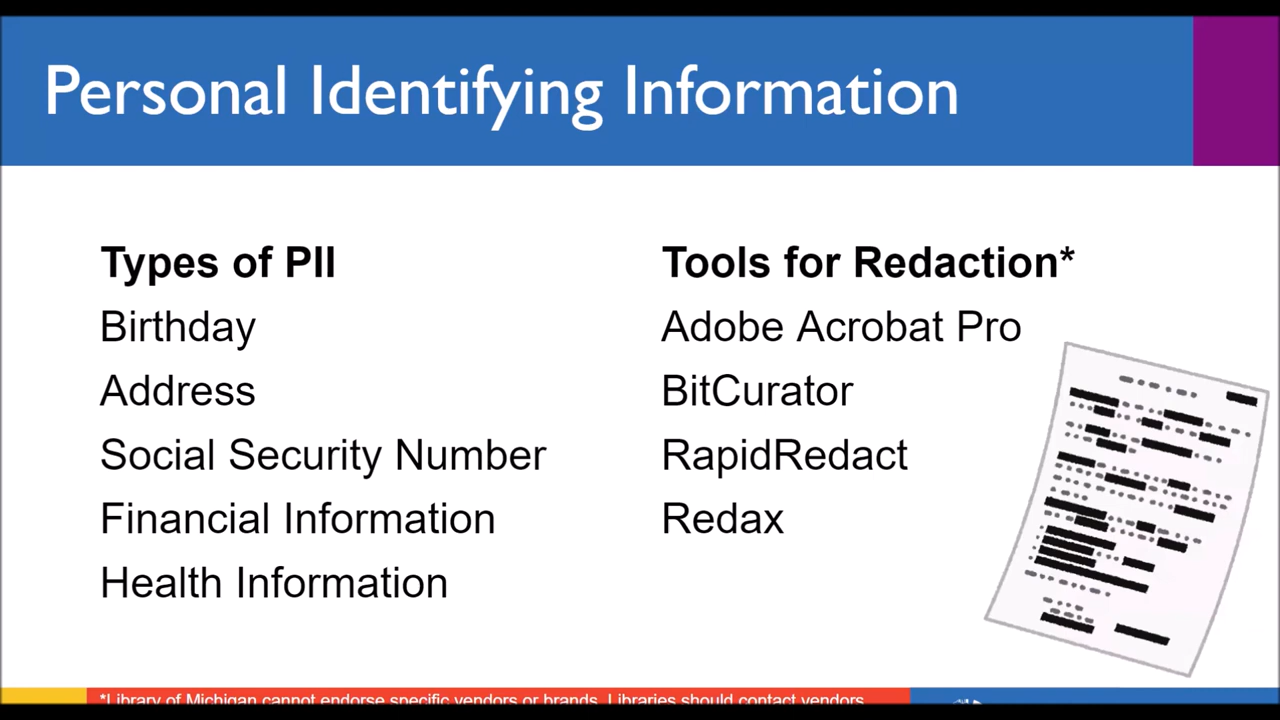 Personal Identifying Information
Types of PII
Birthday
Address
Social Security Number
Financial Information
Health Information
Tools for Redaction*
Adobe Acrobat Pro
BitCurator
RapidRedact
Redax
*Library of Michigan cannot endorse specific vendors or brands. Libraries should contact vendors